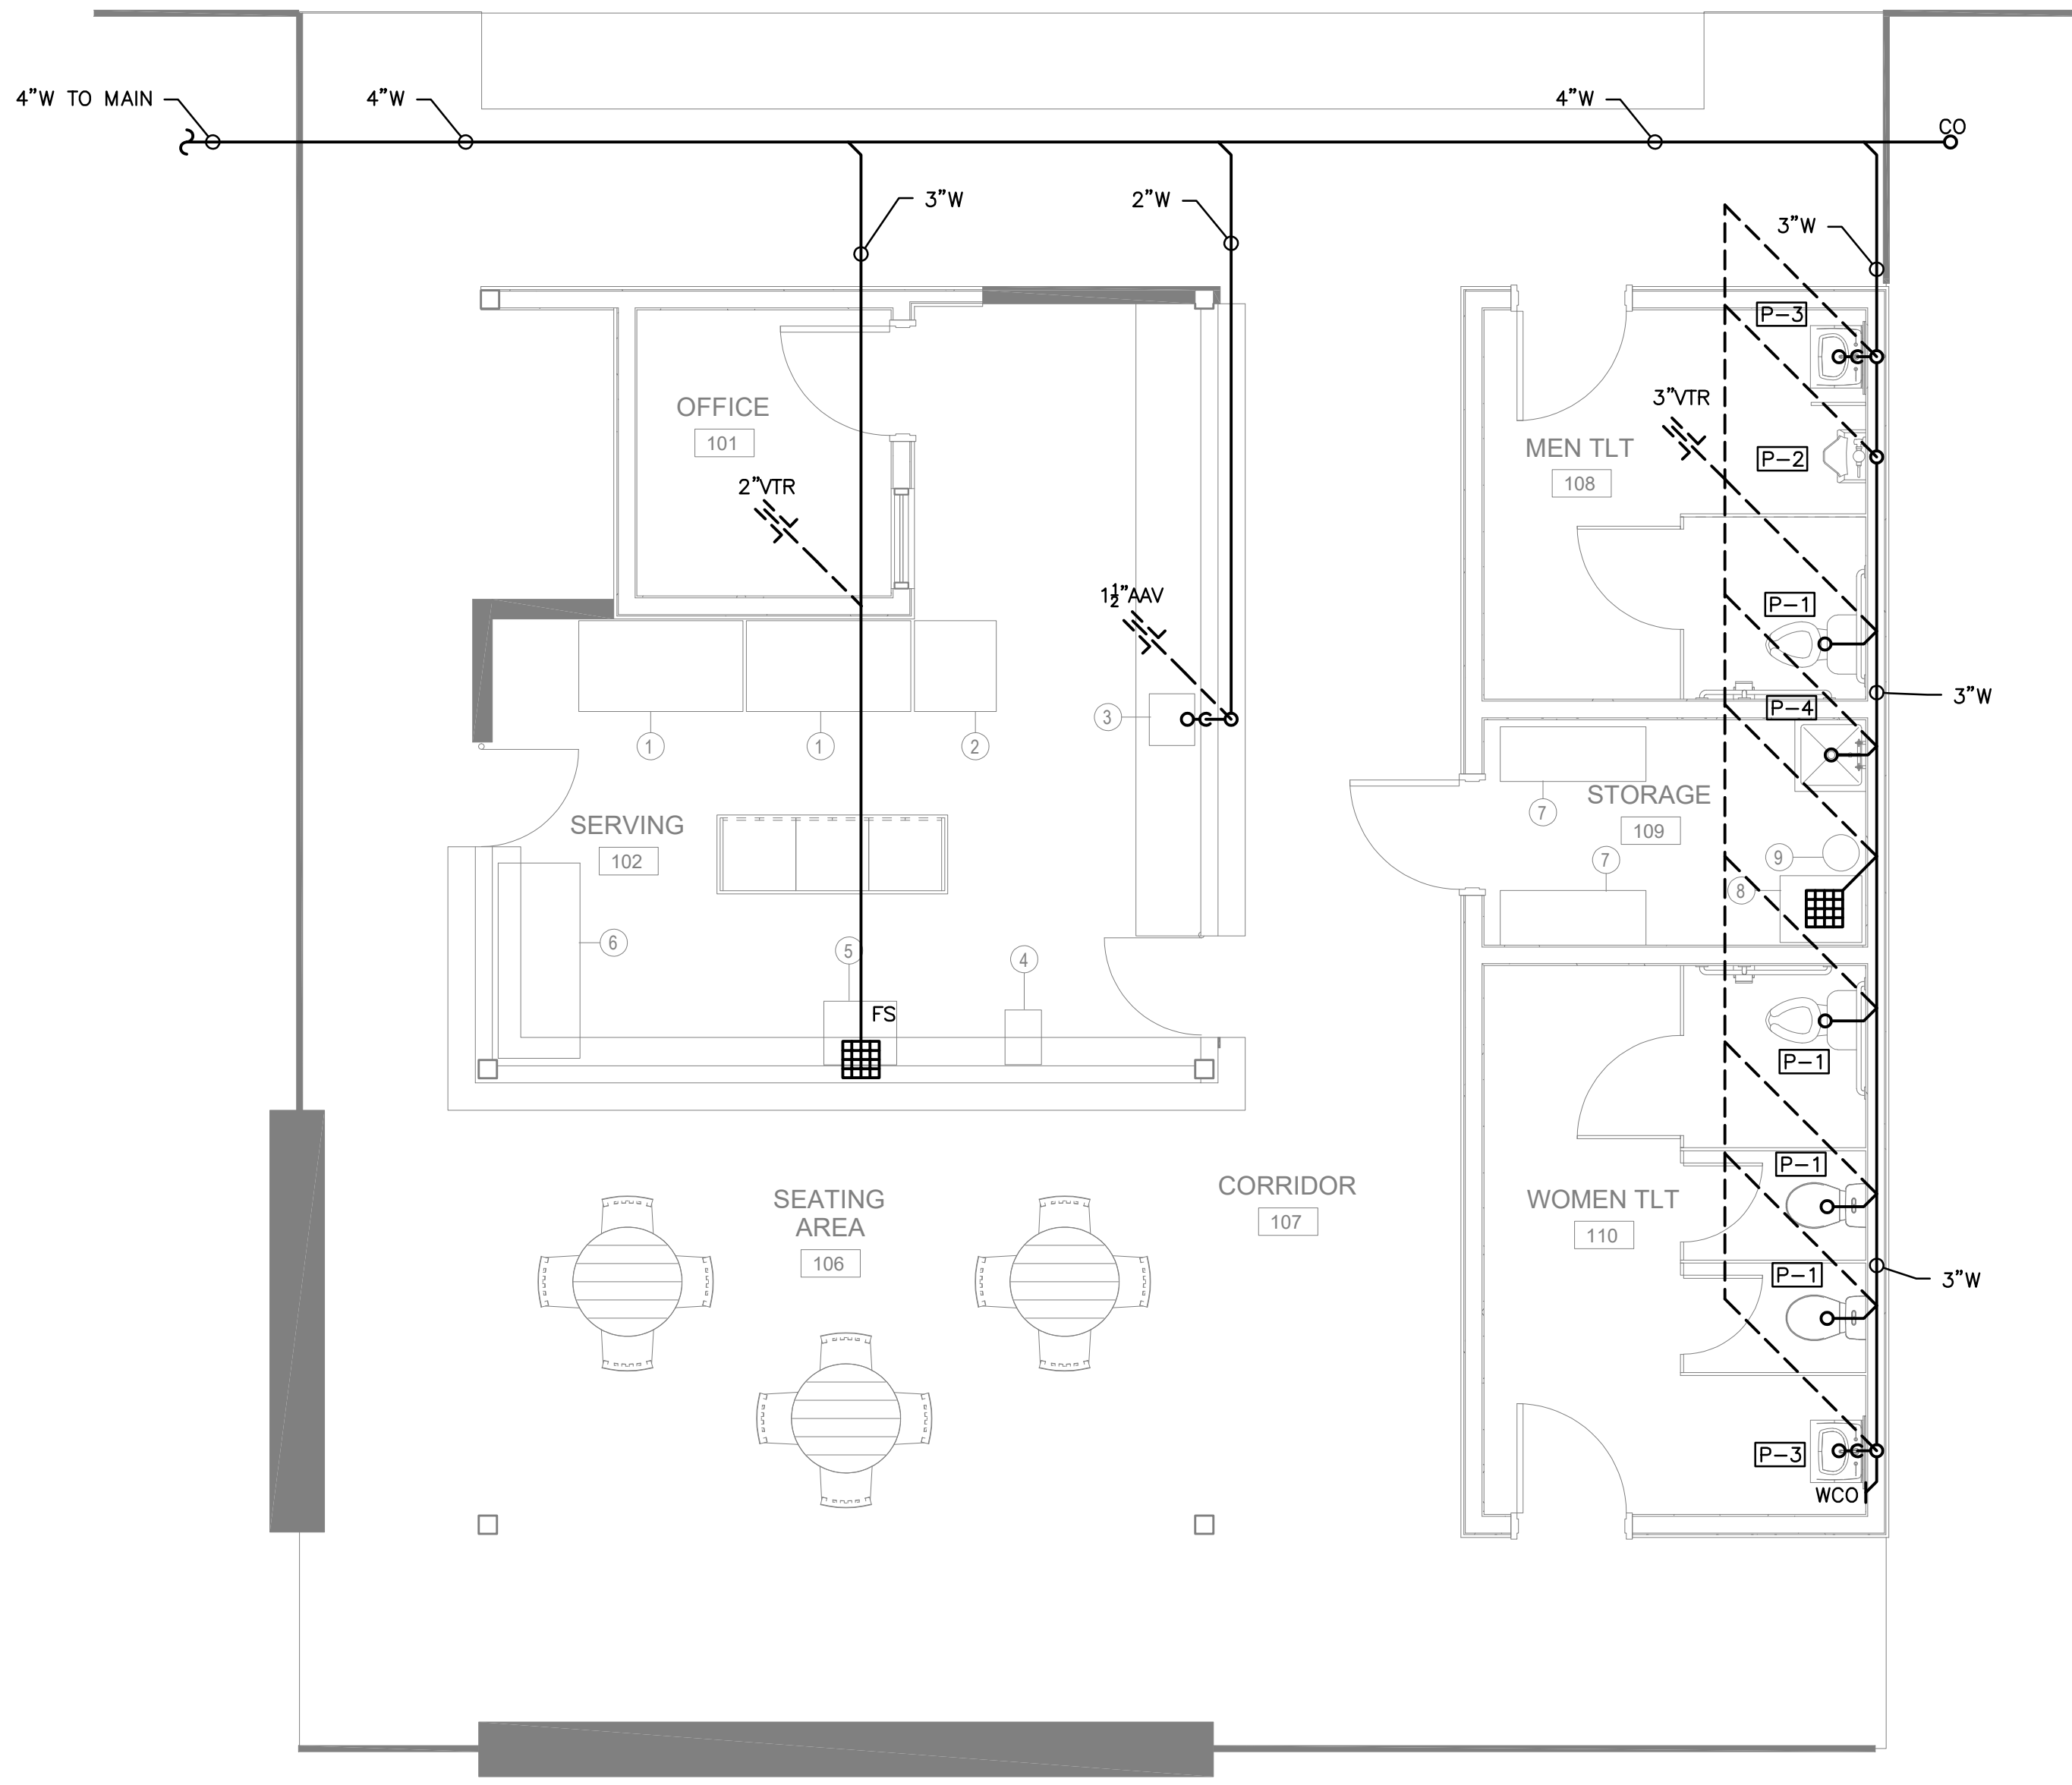 4"W TO MAIN
4"W
4"W
CO
3"W
2"W
3"W
P-3
OFFICE
101
3"VTR
MEN TLT
108
P-2
2"VTR
1½"AAV
P-1
3"W
P-4
3
1
1
2
7
STORAGE
109
SERVING
102
9
7
8
6
5
4
FS
P-1
P-1
CORRIDOR
107
SEATING
AREA
106
WOMEN TLT
110
P-1
3"W
P-3
WCO